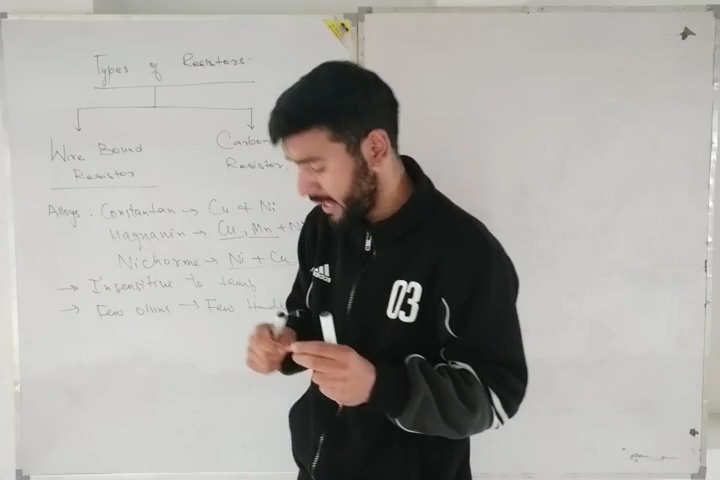 Types of Resistors:
Wire Bound
Resistor
Carbon
Resistor.
Alloys: Constantan → Cu & Ni
Magnanin → Cu, Mn + Ni
Nichorme → Ni + Cu
→ Insensitive to temp
→ Few ohms → Few
adidas
03